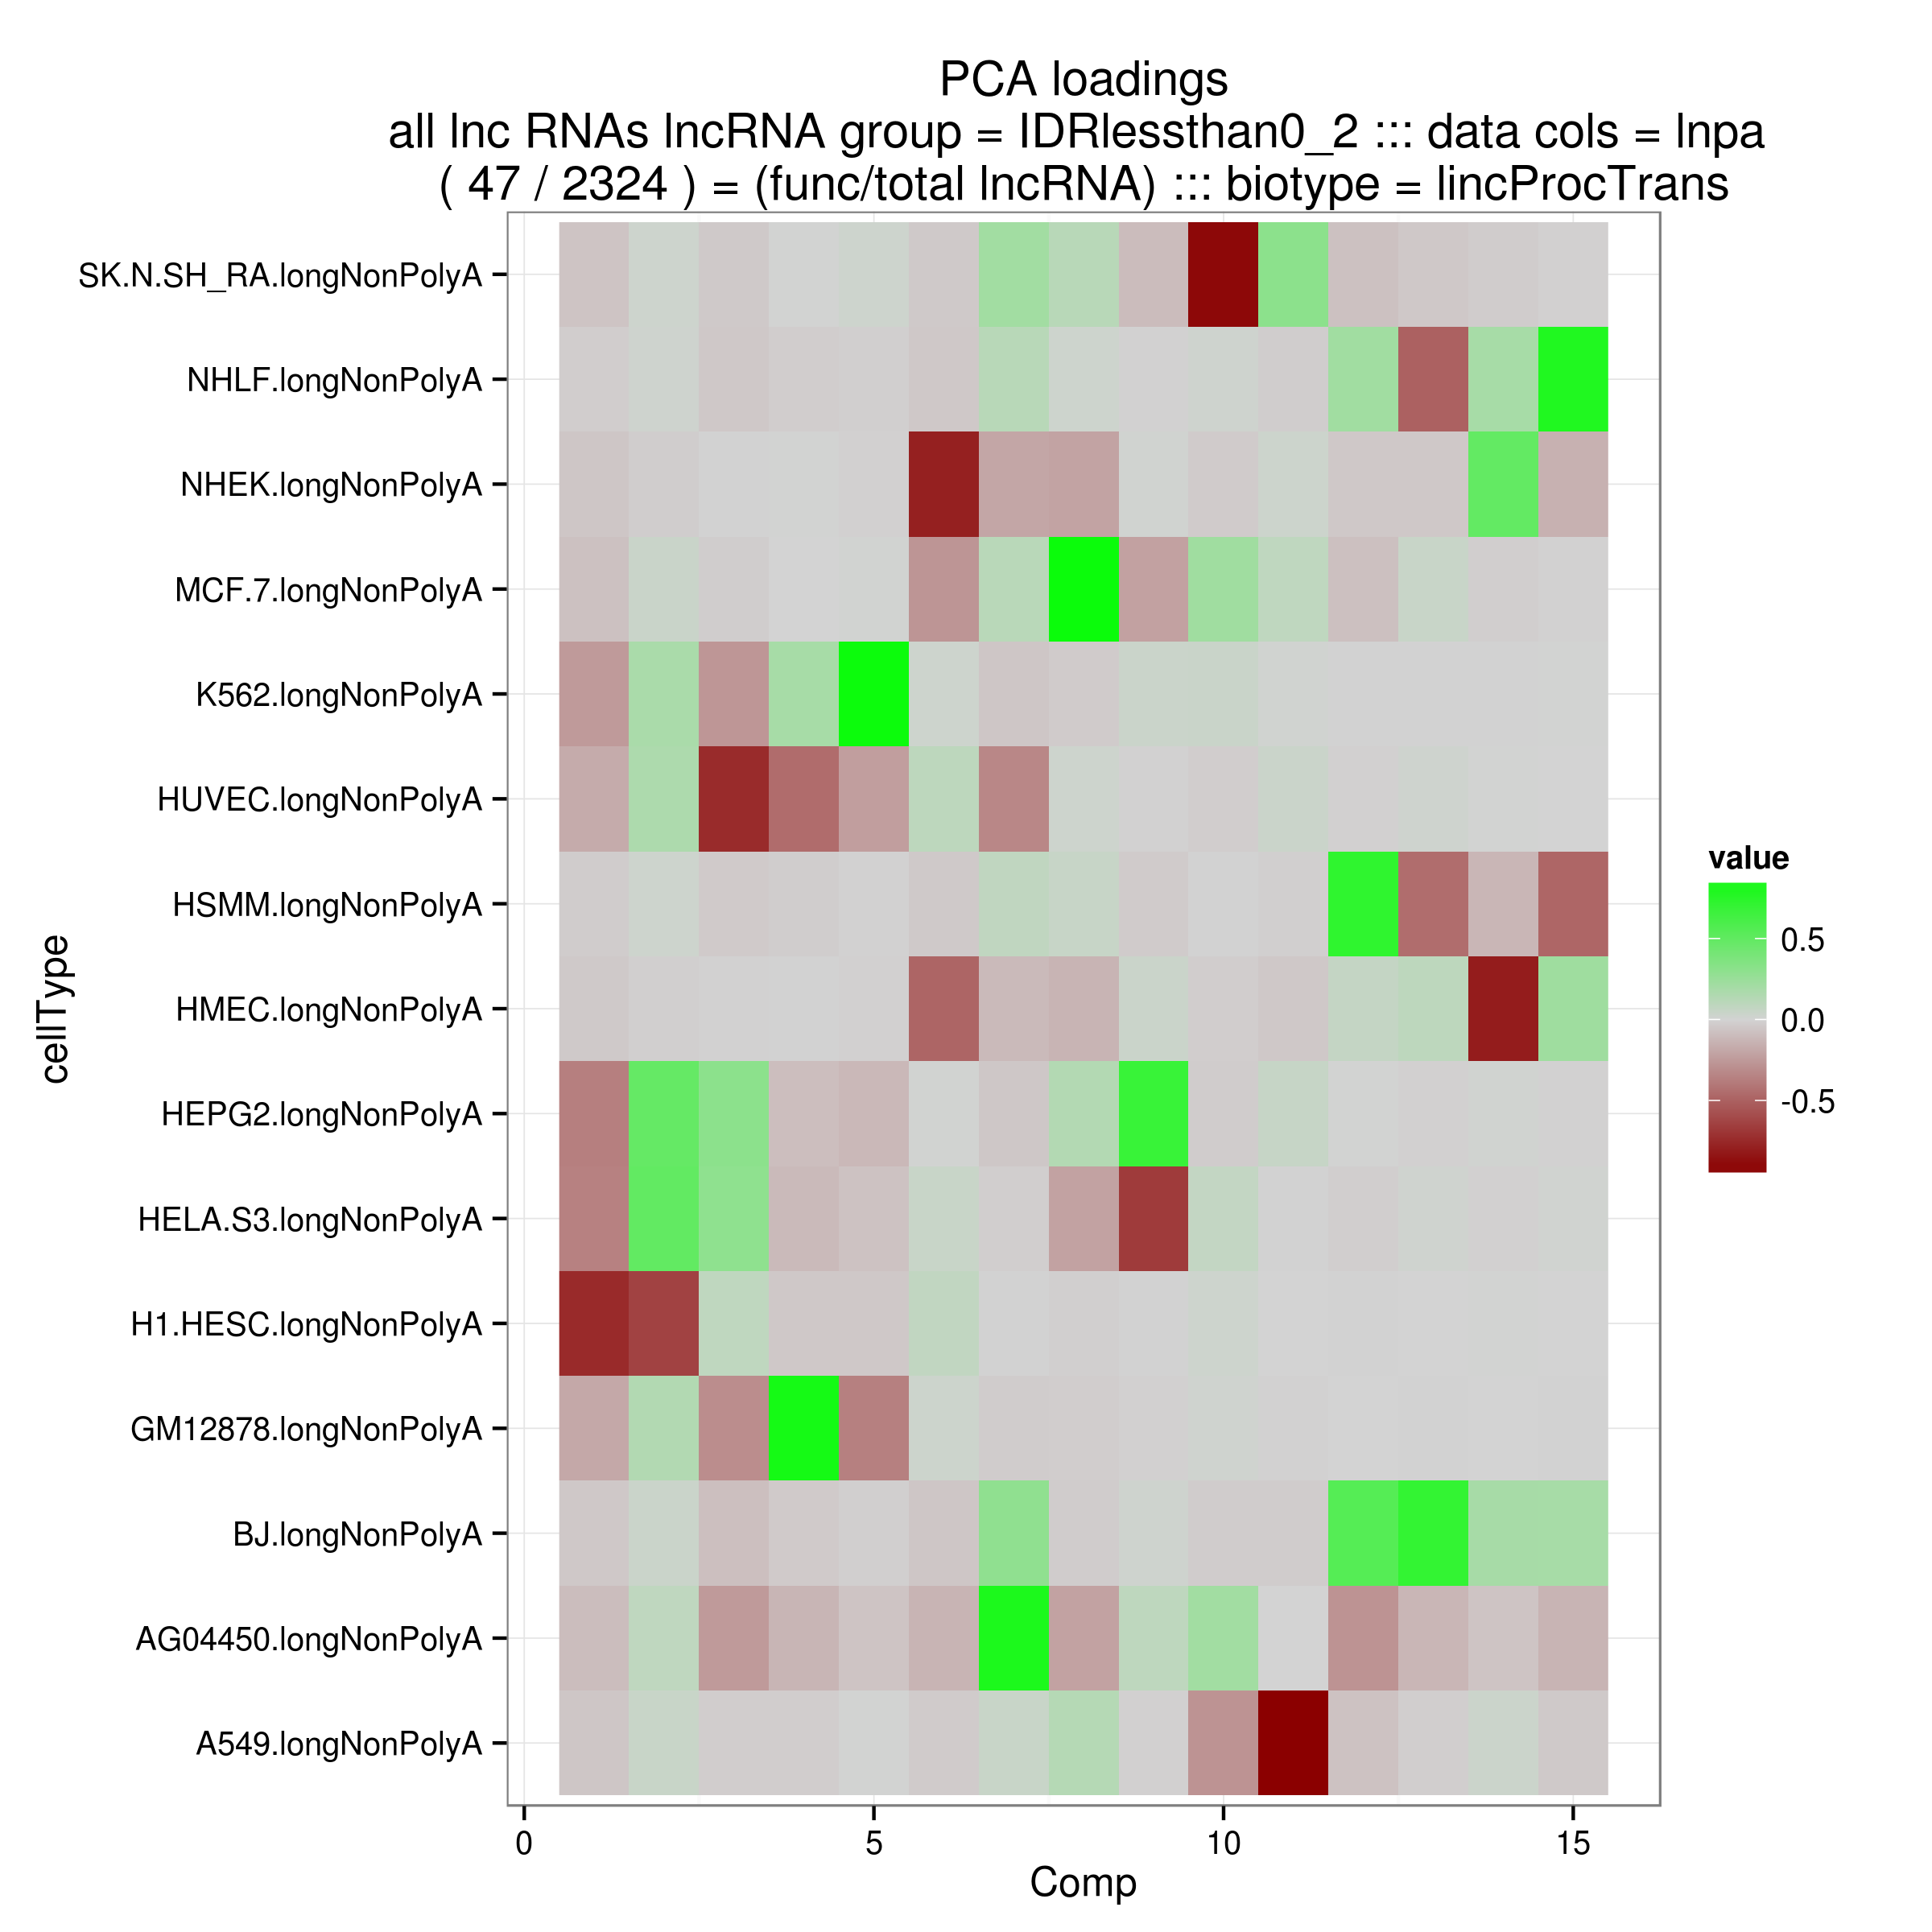 PCA loadings
all lnc RNAs lncRNA group = IDRlessthan0_2 ::: data cols = lnpa
( 47 / 2324 ) = (func/total lncRNA) ::: biotype = lincProcTrans
SK.N.SH_RA.longNonPolyA
NHLF.longNonPolyA
NHEK.longNonPolyA
MCF.7.longNonPolyA
K562.longNonPolyA
HUVEC.longNonPolyA
HSMM.longNonPolyA
HMEC.longNonPolyA
HEPG2.longNonPolyA
HELA.S3.longNonPolyA
H1.HESC.longNonPolyA
GM12878.longNonPolyA
BJ.longNonPolyA
AG04450.longNonPolyA
A549.longNonPolyA
cellType
0 5 10 15
Comp
value
0.5
0.0
-0.5